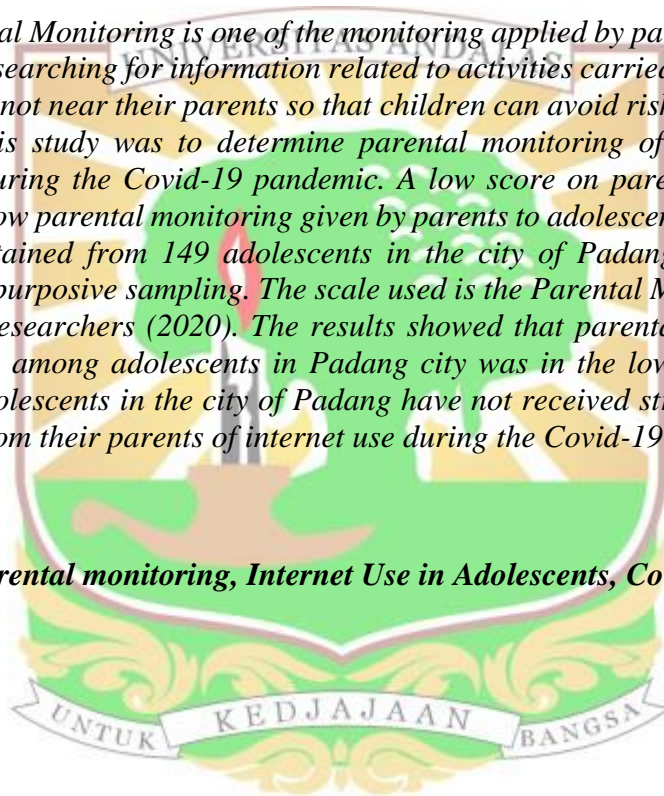 al Monitoring is one of the monitoring applied by pa
UNIVERSITAS ANDALAS
searching for information related to activities carried
not near their parents so that children can avoid risk
is study was to determine parental monitoring of
uring the Covid-19 pandemic. A low score on pare
ow parental monitoring given by parents to adolescen
tained from 149 adolescents in the city of Padang
purposive sampling. The scale used is the Parental M
esearchers (2020). The results showed that parenta
among adolescents in Padang city was in the low
olescents in the city of Padang have not received str
om their parents of internet use during the Covid-19
rental monitoring, Internet Use in Adolescents, Co
UNTUK KEDJAJAAN BANGSA